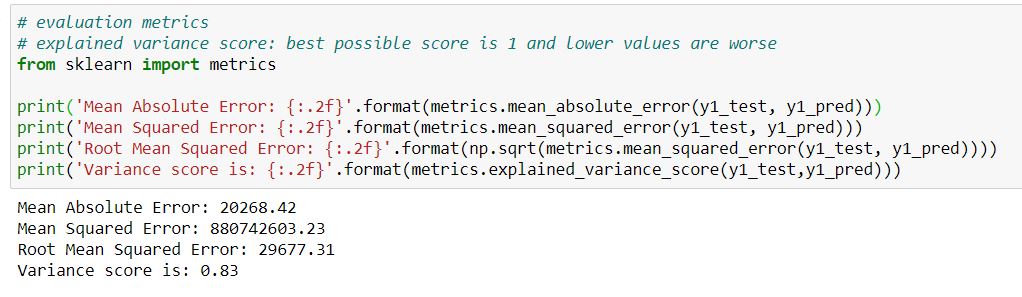 # evaluation metrics
# explained variance score: best possible score is 1 and lower values are worse
from sklearn import metrics
print('Mean Absolute Error: {:.2f}'.format(metrics.mean_absolute_error(y1_test, y1_pred)))
print('Mean Squared Error: {:.2f}'.format(metrics.mean_squared_error(y1_test, y1_pred)))
print('Root Mean Squared Error: {:.2f}'.format(np.sqrt(metrics.mean_squared_error(y1_test, y1_pred))))
print('Variance score is: {:.2f}'.format(metrics.explained_variance_score(y1_test,y1_pred)))
Mean Absolute Error: 20268.42
Mean Squared Error: 880742603.23
Root Mean Squared Error: 29677.31
Variance score is: 0.83